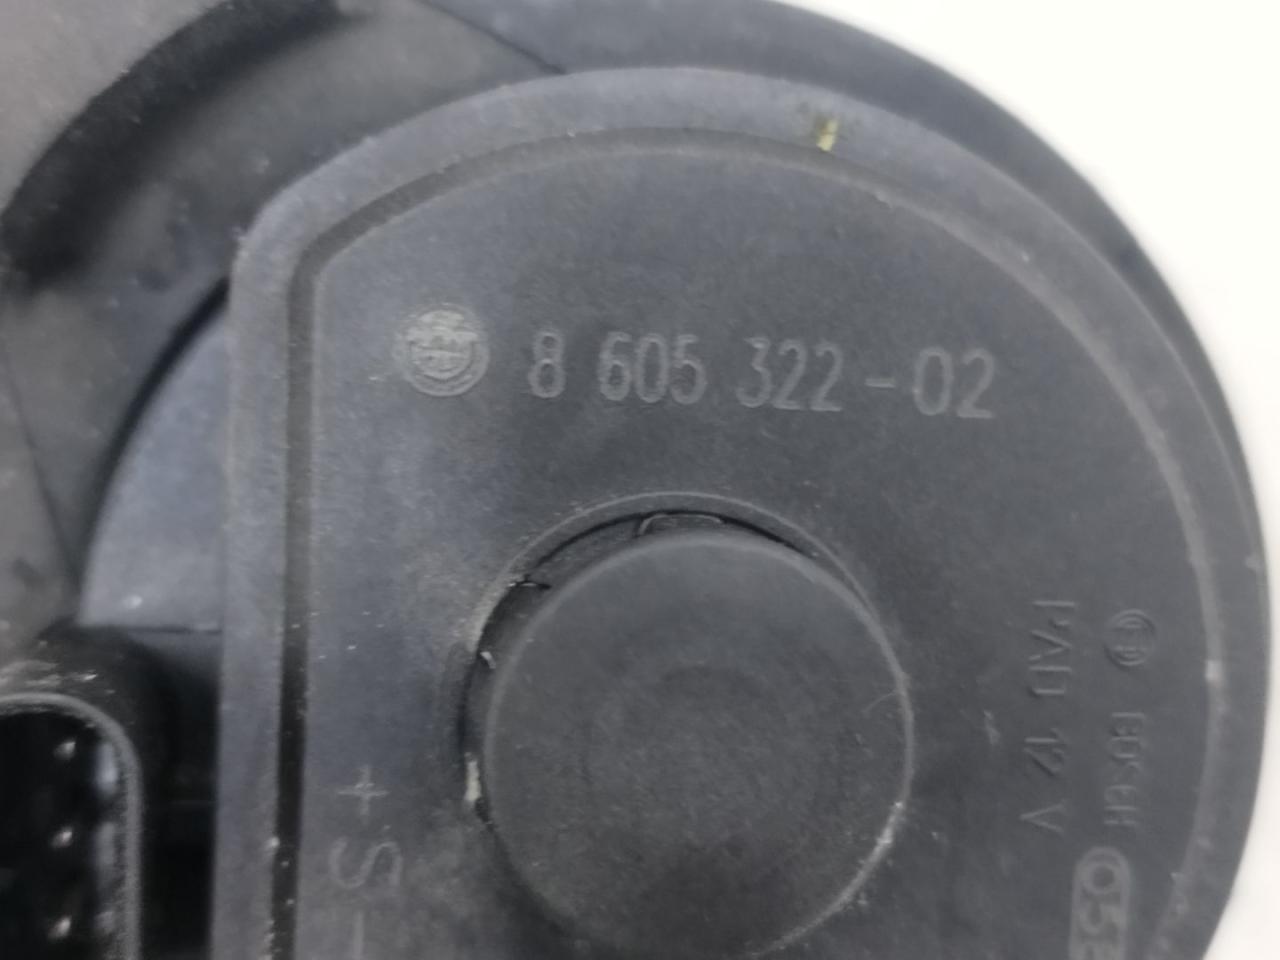 8 605 322-02
BOSCH
PAD 12 V
+
S
-